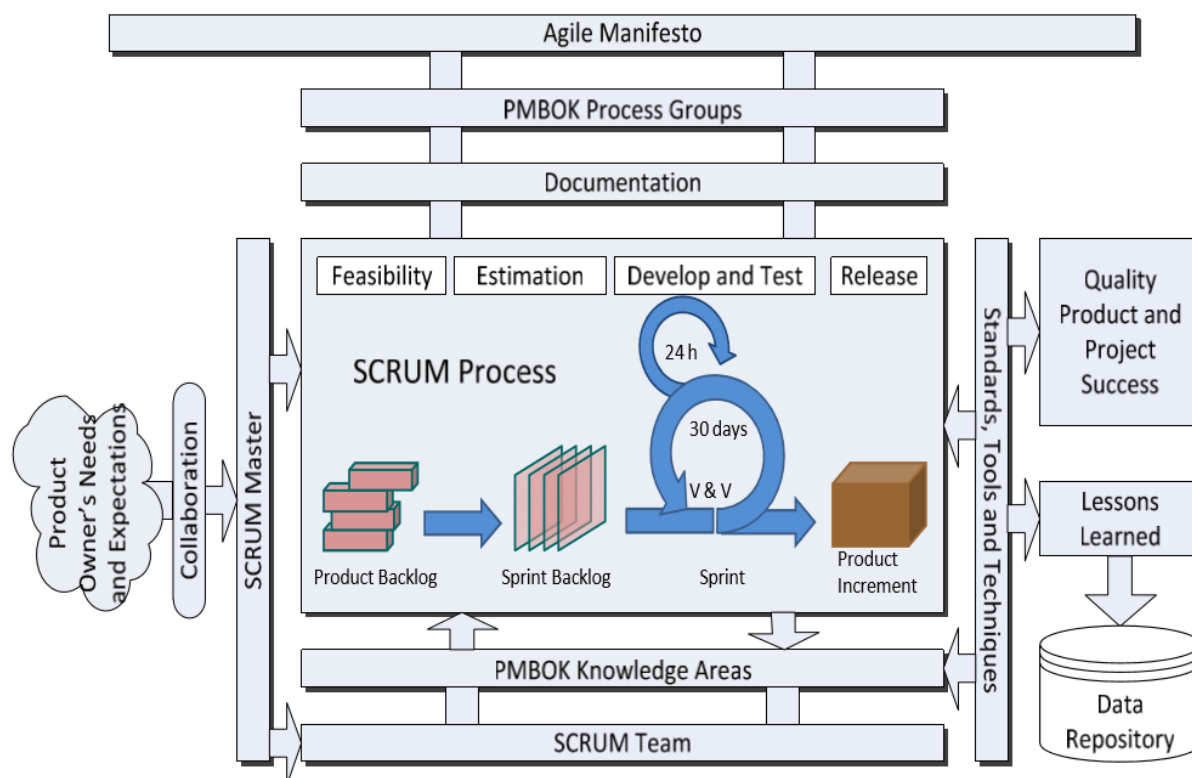 Agile Manifesto
PMBOK Process Groups
Documentation
Feasibility
Estimation
Develop and Test
Release
SCRUM Process
24 h
30 days
V & V
Product Backlog
Sprint Backlog
Sprint
Product
Increment
Product
Owner's Needs
and Expectations
Collaboration
SCRUM Master
PMBOK Knowledge Areas
SCRUM Team
Standards, Tools and Techniques
Quality
Product and
Project
Success
Lessons
Learned
Data
Repository